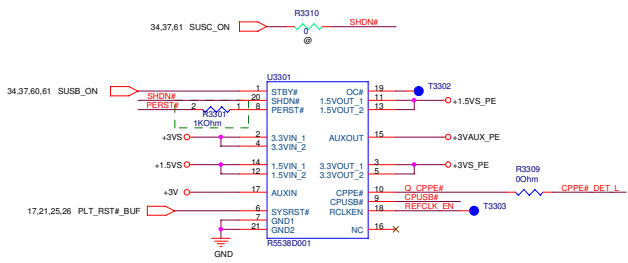 R3310
34,37,61 SUSC_ON
SHDN#
0
@
U3301
34,37,60,61 SUSB_ON
1 STBY# OC# 19 T3302
SHDN# 20 SHDN# 1.5VOUT_1 11 +1.5VS_PE
PERST# 2 1 8 PERST# 1.5VOUT_2 13
R3301
1KOhm
+3VS 2 3.3VIN_1 AUXOUT 15 +3VAUX_PE
4 3.3VIN_2
+1.5VS 14 1.5VIN_1 3.3VOUT_1 3 +3VS_PE
12 1.5VIN_2 3.3VOUT_2 5
R3309
0Ohm
+3V 17 AUXIN CPPE# 10 Q_CPPE# CPPE#_DET_L
CPUSB# 9 CPUSB#
17,21,25,26 PLT_RST#_BUF 6 SYSRST# RCLKEN 18 REFCLK_EN T3303
7 GND1
21 GND2 NC 16
R5538D001
GND